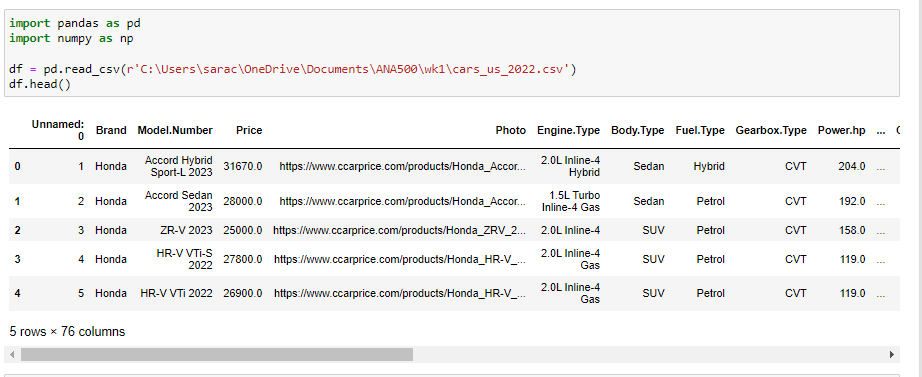 import pandas as pd
import numpy as np
df = pd.read_csv(r'C:\Users\sarac\OneDrive\Documents\ANA500\wk1\cars_us_2022.csv')
df.head()
Unnamed: 0 Brand Model.Number Price Photo Engine.Type Body.Type Fuel.Type Gearbox.Type Power.hp ...
0 1 Honda Accord Hybrid Sport-L 2023 31670.0 https://www.ccarprice.com/products/Honda_Accor... 2.0L Inline-4 Hybrid Sedan Hybrid CVT 204.0 ...
1 2 Honda Accord Sedan 2023 28000.0 https://www.ccarprice.com/products/Honda_Accor... 1.5L Turbo Inline-4 Gas Sedan Petrol CVT 192.0 ...
2 3 Honda ZR-V 2023 25000.0 https://www.ccarprice.com/products/Honda_ZRV_2... 2.0L Inline-4 SUV Petrol CVT 158.0 ...
3 4 Honda HR-V VTi-S 2022 27800.0 https://www.ccarprice.com/products/Honda_HR-V_... 2.0L Inline-4 Gas SUV Petrol CVT 119.0 ...
4 5 Honda HR-V VTi 2022 26900.0 https://www.ccarprice.com/products/Honda_HR-V_... 2.0L Inline-4 Gas SUV Petrol CVT 119.0 ...
5 rows × 76 columns